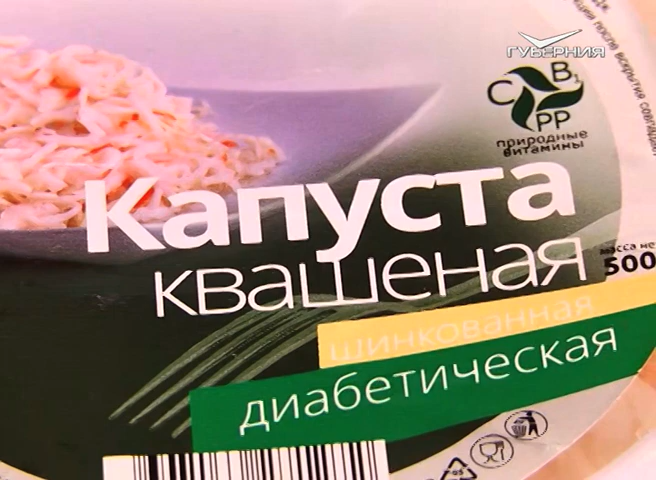 ГУБЕРНИЯ
С В₁
РР
природные
витамины
Капуста
квашеная
масса не
500
шинкованная
диабетическая